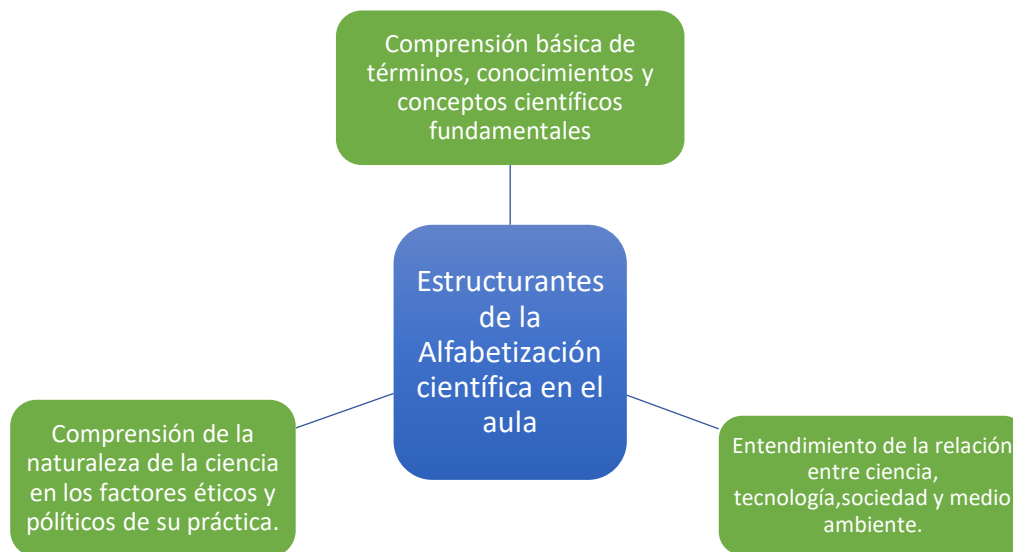 Comprensión básica de
términos, conocimientos y
conceptos científicos
fundamentales
Estructurantes
de la
Alfabetización
científica en el
aula
Comprensión de la
naturaleza de la ciencia
en los factores éticos y
pólíticos de su práctica.
Entendimiento de la relación
entre ciencia,
tecnología,sociedad y medio
ambiente.